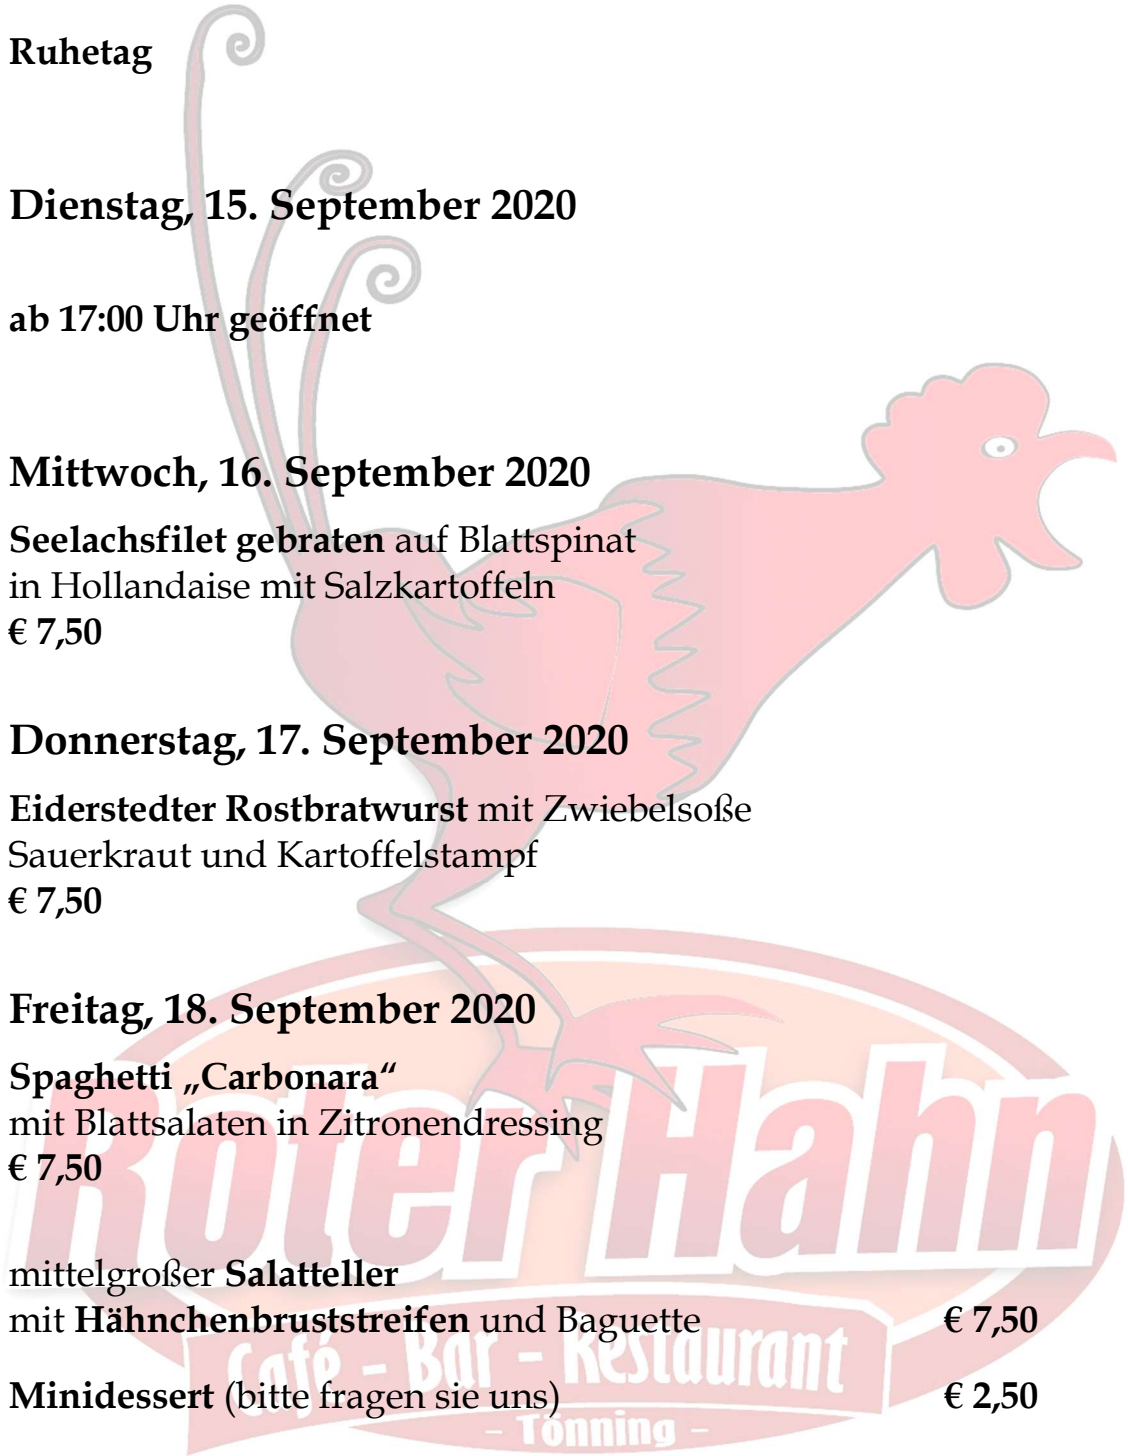 Ruhetag
Dienstag, 15. September 2020
ab 17:00 Uhr geöffnet
Mittwoch, 16. September 2020
Seelachsfilet gebraten auf Blattspinat
in Hollandaise mit Salzkartoffeln
€ 7,50
Donnerstag, 17. September 2020
Eiderstedter Rostbratwurst mit Zwiebelsoße
Sauerkraut und Kartoffelstampf
€ 7,50
Freitag, 18. September 2020
Spaghetti „Carbonara“
mit Blattsalaten in Zitronendressing
€ 7,50
mittelgroßer Salatteller
mit Hähnchenbruststreifen und Baguette € 7,50
Minidessert (bitte fragen sie uns) € 2,50
Roter Hahn
Café - Bar - Restaurant
- Tönning -